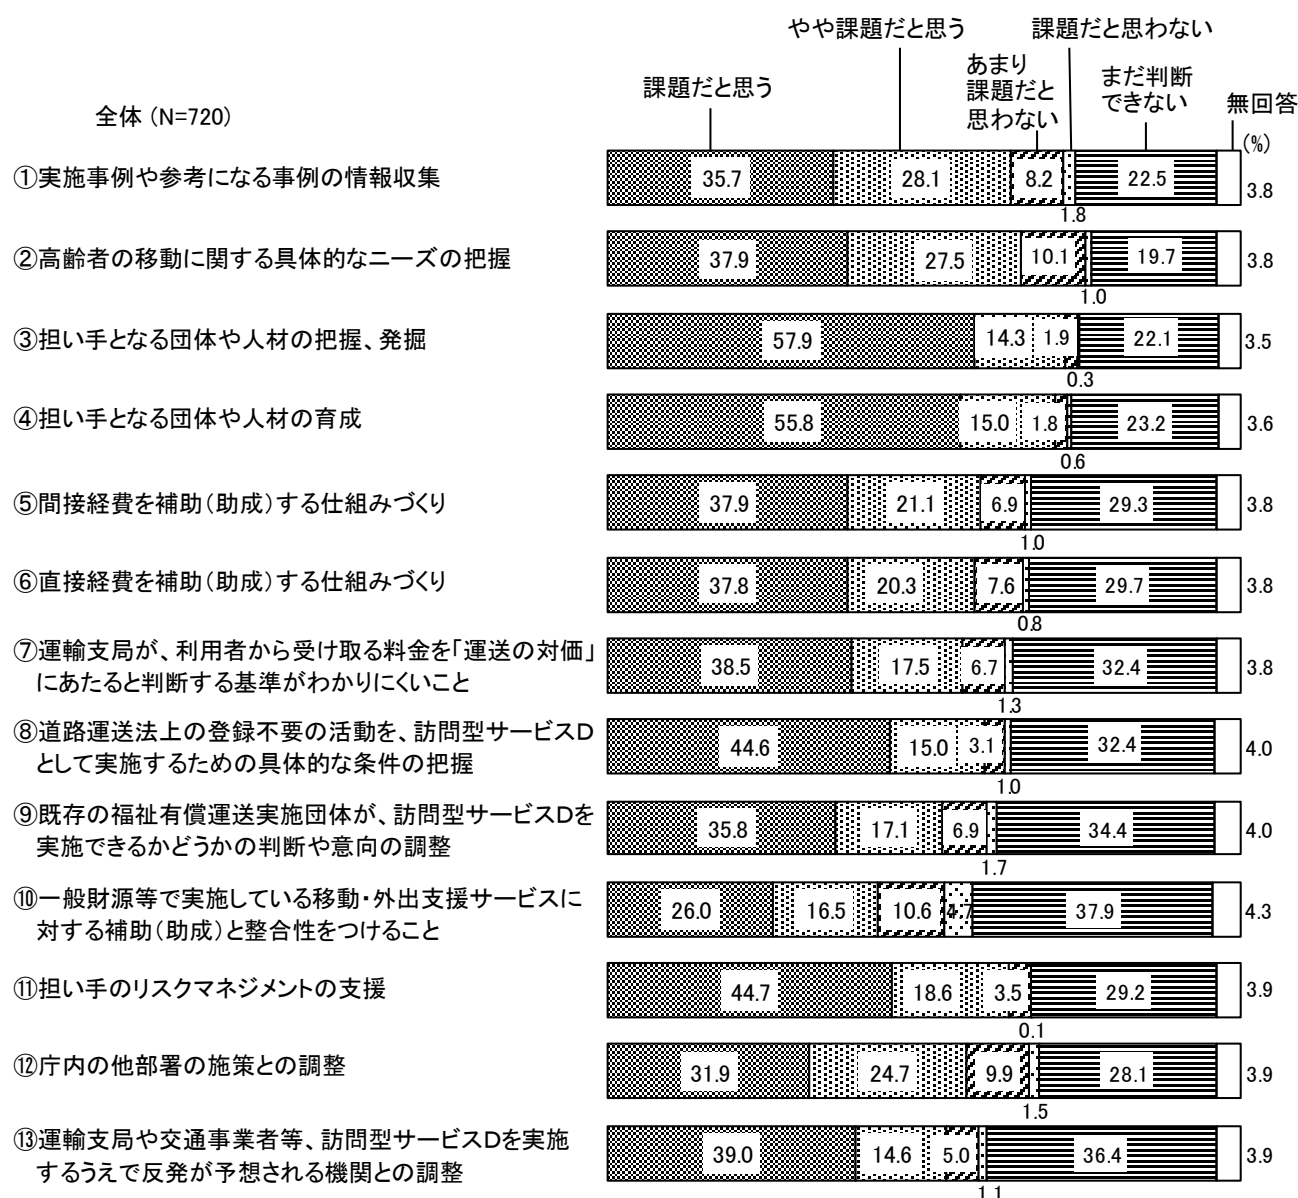 やや課題だと思う
課題だと思わない
課題だと思う
あまり
課題だと
思わない
まだ判断
できない
無回答
全体 (N=720)
(%)
①実施事例や参考になる事例の情報収集
35.7 28.1 8.2 1.8 22.5 3.8
②高齢者の移動に関する具体的なニーズの把握
37.9 27.5 10.1 1.0 19.7 3.8
③担い手となる団体や人材の把握、発掘
57.9 14.3 1.9 0.3 22.1 3.5
④担い手となる団体や人材の育成
55.8 15.0 1.8 0.6 23.2 3.6
⑤間接経費を補助（助成）する仕組みづくり
37.9 21.1 6.9 1.0 29.3 3.8
⑥直接経費を補助（助成）する仕組みづくり
37.8 20.3 7.6 0.8 29.7 3.8
⑦運輸支局が、利用者から受け取る料金を「運送の対価」
にあたると判断する基準がわかりにくいこと
38.5 17.5 6.7 1.3 32.4 3.8
⑧道路運送法上の登録不要の活動を、訪問型サービスD
として実施するための具体的な条件の把握
44.6 15.0 3.1 1.0 32.4 4.0
⑨既存の福祉有償運送実施団体が、訪問型サービスDを
実施できるかどうかの判断や意向の調整
35.8 17.1 6.9 1.7 34.4 4.0
⑩一般財源等で実施している移動・外出支援サービスに
対する補助（助成）と整合性をつけること
26.0 16.5 10.6 4.7 37.9 4.3
⑪担い手のリスクマネジメントの支援
44.7 18.6 3.5 0.1 29.2 3.9
⑫庁内の他部署の施策との調整
31.9 24.7 9.9 1.5 28.1 3.9
⑬運輸支局や交通事業者等、訪問型サービスDを実施
するうえで反発が予想される機関との調整
39.0 14.6 5.0 1.1 36.4 3.9